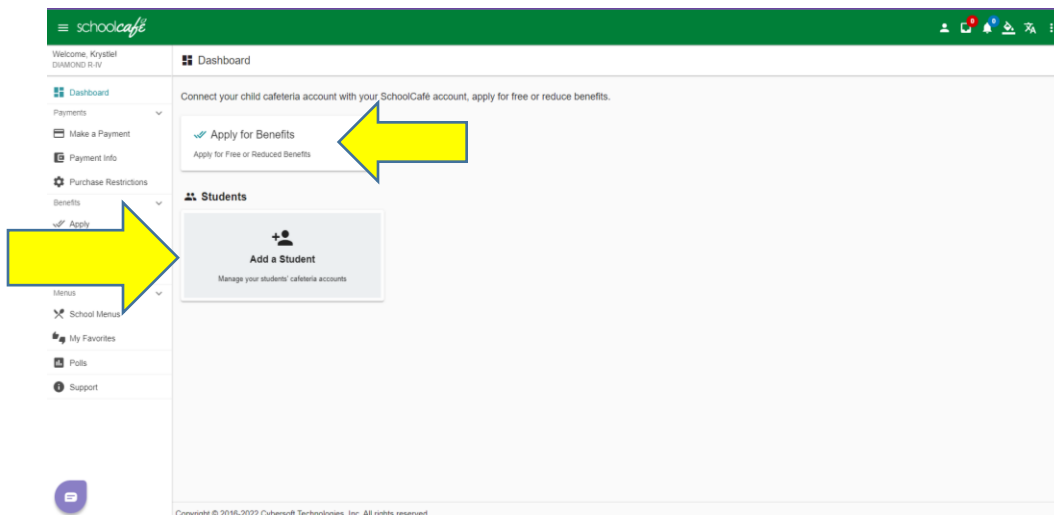 schoolcafé
0
0
Welcome, Krystiel
DIAMOND R-IV
Dashboard
Dashboard
Payments
Make a Payment
Payment Info
Purchase Restrictions
Benefits
Apply
Menus
School Menus
My Favorites
Polls
Support
Connect your child cafeteria account with your SchoolCafé account, apply for free or reduce benefits.
Apply for Benefits
Apply for Free or Reduced Benefits
Students
Add a Student
Manage your students' cafeteria accounts
Copyright © 2016-2022 Cybersoft Technologies, Inc. All rights reserved.